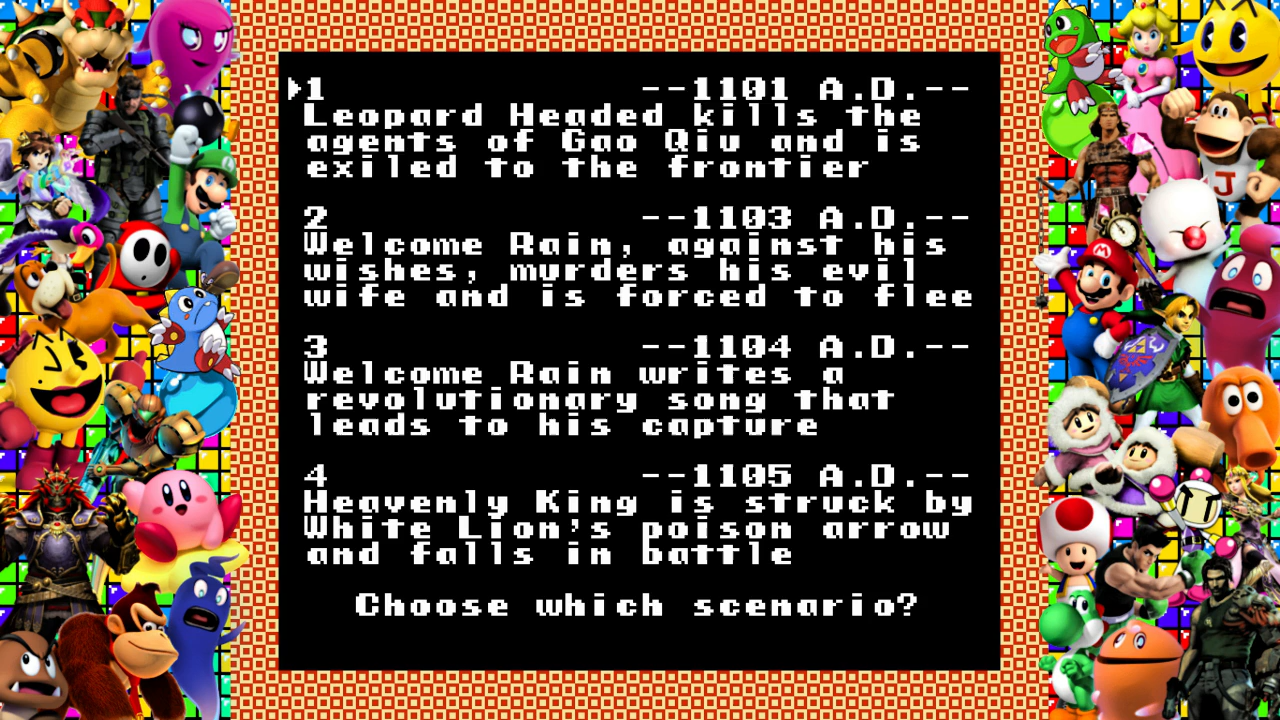 1 --1101 A.D.--
Leopard Headed kills the
agents of Gao Qiu and is
exiled to the frontier
2 --1103 A.D.--
Welcome Rain, against his
wishes, murders his evil
wife and is forced to flee
3 --1104 A.D.--
Welcome Rain writes a
revolutionary song that
leads to his capture
4 --1105 A.D.--
Heavenly King is struck by
White Lion's poison arrow
and falls in battle
Choose which scenario?
J
M